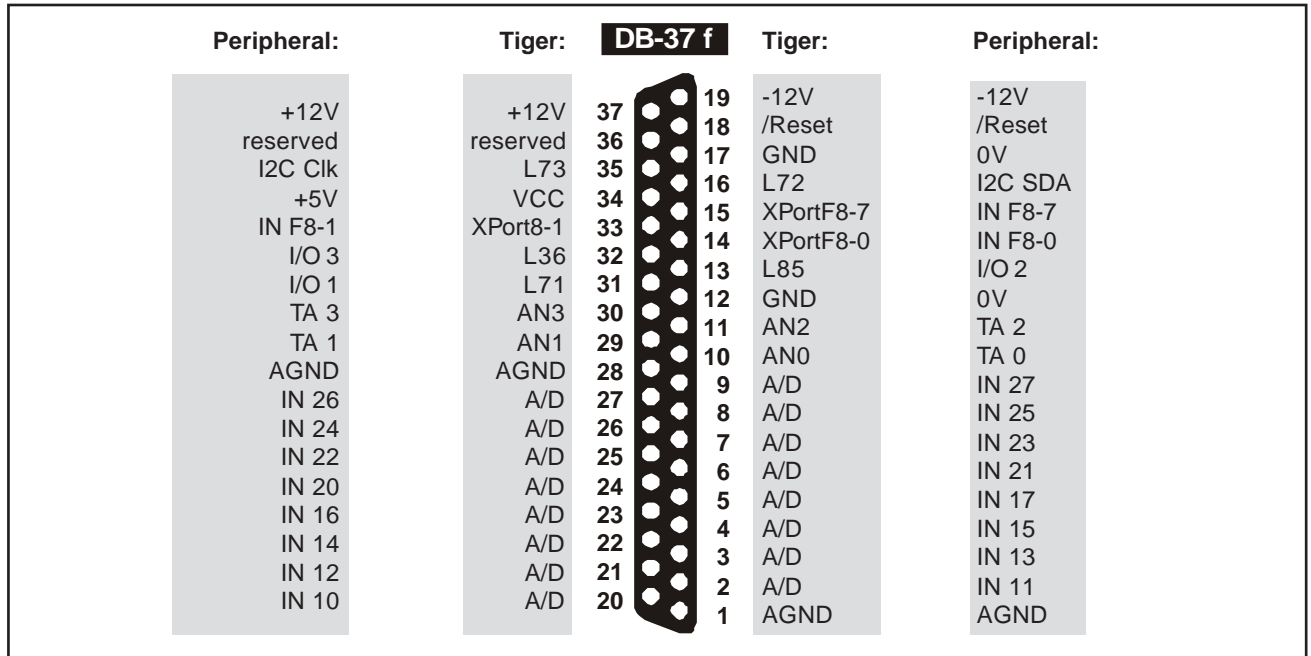 Peripheral: Tiger: DB-37 f Tiger: Peripheral:
19 -12V -12V
+12V +12V 37
18 /Reset /Reset
reserved reserved 36
17 GND 0V
I2C Clk L73 35
16 L72 I2C SDA
+5V VCC 34
15 XPortF8-7 IN F8-7
IN F8-1 XPort8-1 33
14 XPortF8-0 IN F8-0
I/O 3 L36 32
13 L85 I/O 2
I/O 1 L71 31
12 GND 0V
TA 3 AN3 30
11 AN2 TA 2
TA 1 AN1 29
10 AN0 TA 0
AGND AGND 28
9 A/D IN 27
IN 26 A/D 27
8 A/D IN 25
IN 24 A/D 26
7 A/D IN 23
IN 22 A/D 25
6 A/D IN 21
IN 20 A/D 24
5 A/D IN 17
IN 16 A/D 23
4 A/D IN 15
IN 14 A/D 22
3 A/D IN 13
IN 12 A/D 21
2 A/D IN 11
IN 10 A/D 20
1 AGND AGND